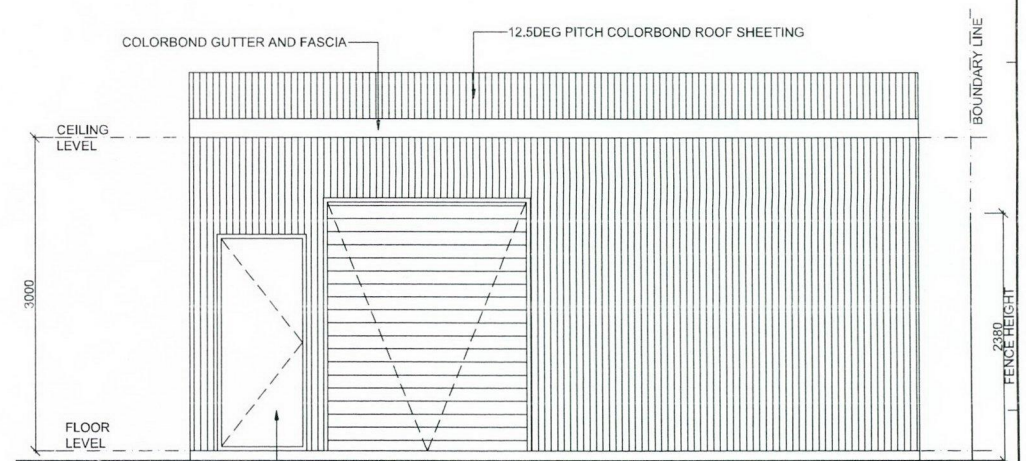 12.5DEG PITCH COLORBOND ROOF SHEETING
COLORBOND GUTTER AND FASCIA
BOUNDARY LINE
CEILING
LEVEL
3000
2380
FENCE HEIGHT
FLOOR
LEVEL